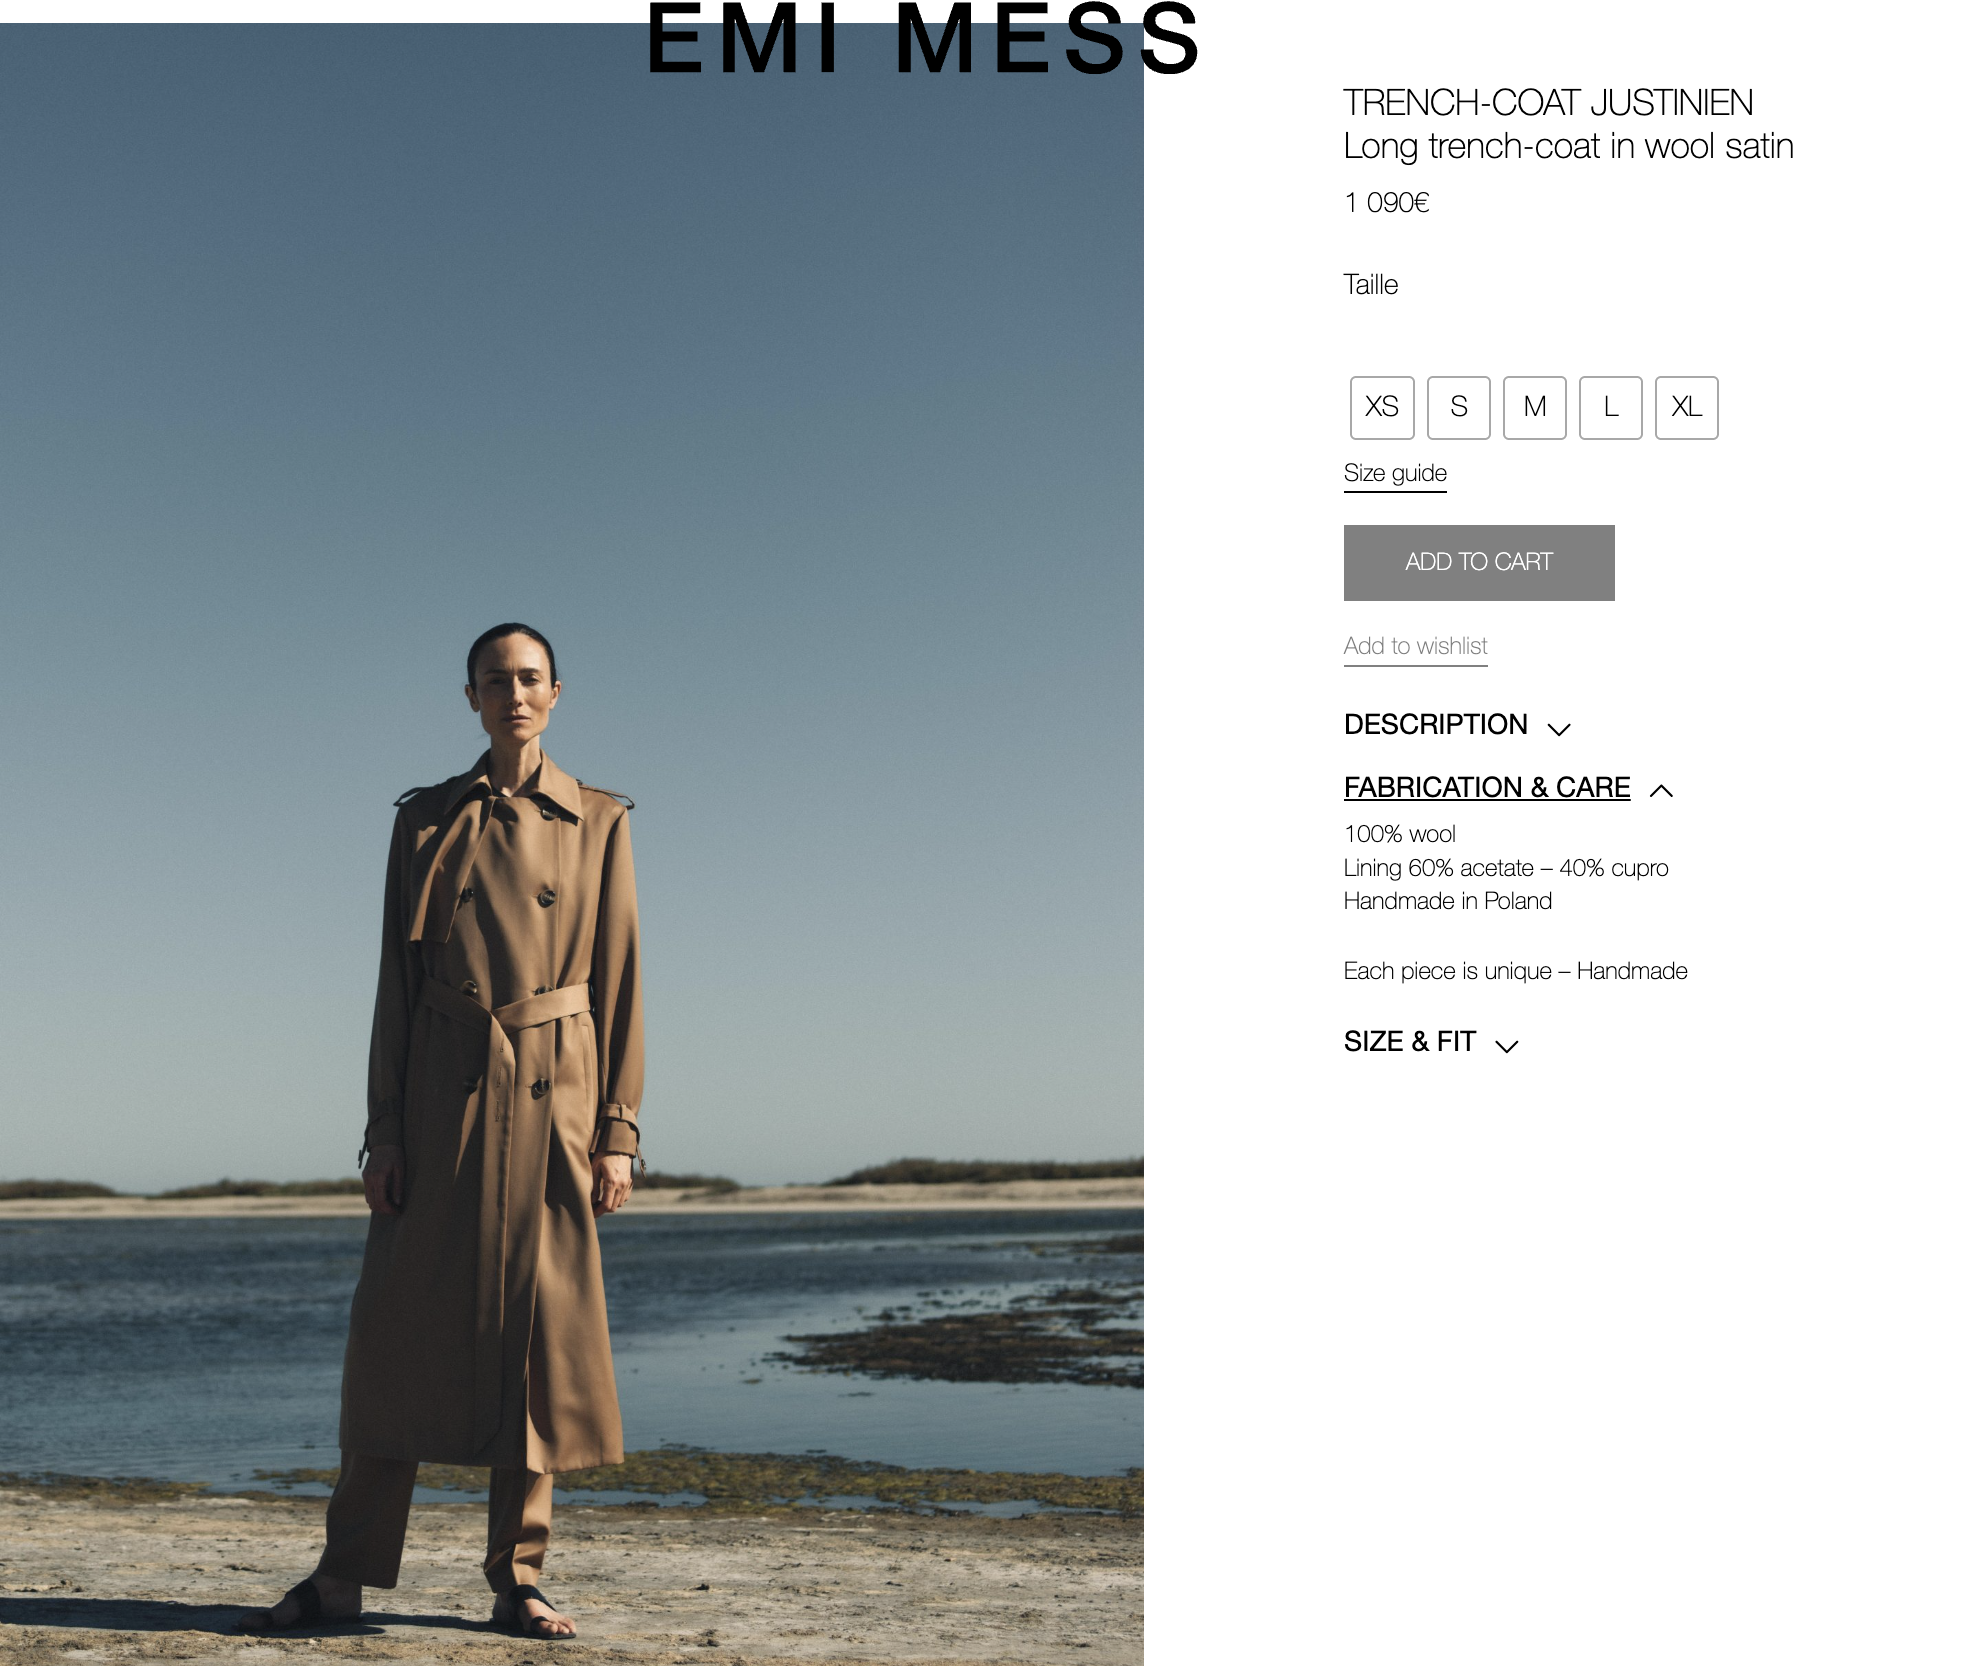 EMI MESS
TRENCH-COAT JUSTINIEN
Long trench-coat in wool satin
1 090€
Taille
XS S M L XL
Size guide
ADD TO CART
Add to wishlist
DESCRIPTION
FABRICATION & CARE
100% wool
Lining 60% acetate – 40% cupro
Handmade in Poland
Each piece is unique – Handmade
SIZE & FIT